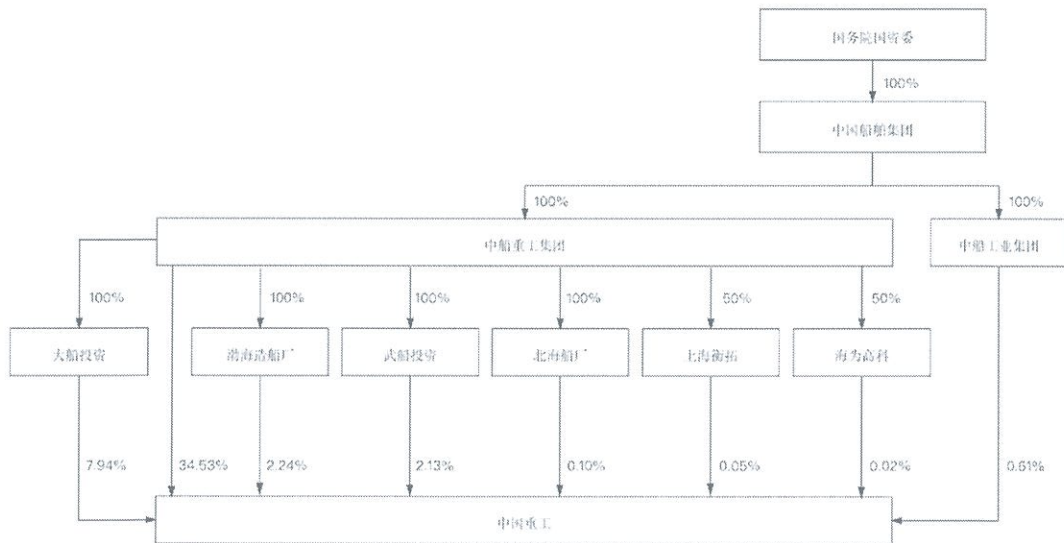 国务院国资委
100%
中国船舶集团
100%
100%
中船重工集团
中船工业集团
100%
100%
100%
100%
50%
50%
大船投资
渤海造船厂
武船投资
北海船厂
上海衡拓
海为高科
7.94%
34.53%
2.24%
2.13%
0.10%
0.05%
0.02%
0.61%
中国重工